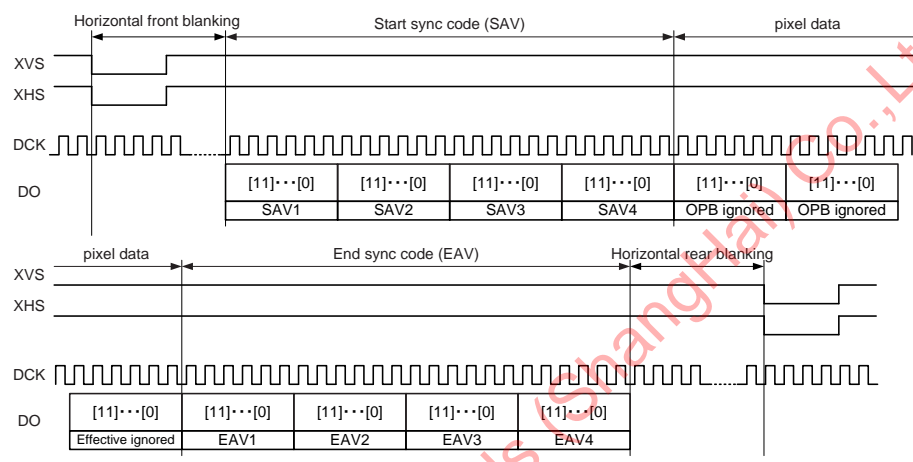 Horizontal front blanking Start sync code (SAV) pixel data
XVS
XHS
DCK
DO [11]···[0] [11]···[0] [11]···[0] [11]···[0] [11]···[0] [11]···[0]
SAV1 SAV2 SAV3 SAV4 OPB ignored OPB ignored
pixel data End sync code (EAV) Horizontal rear blanking
XVS
XHS
DCK
DO [11]···[0] [11]···[0] [11]···[0] [11]···[0] [11]···[0]
Effective ignored EAV1 EAV2 EAV3 EAV4
(ShangHai) Co.,Lt